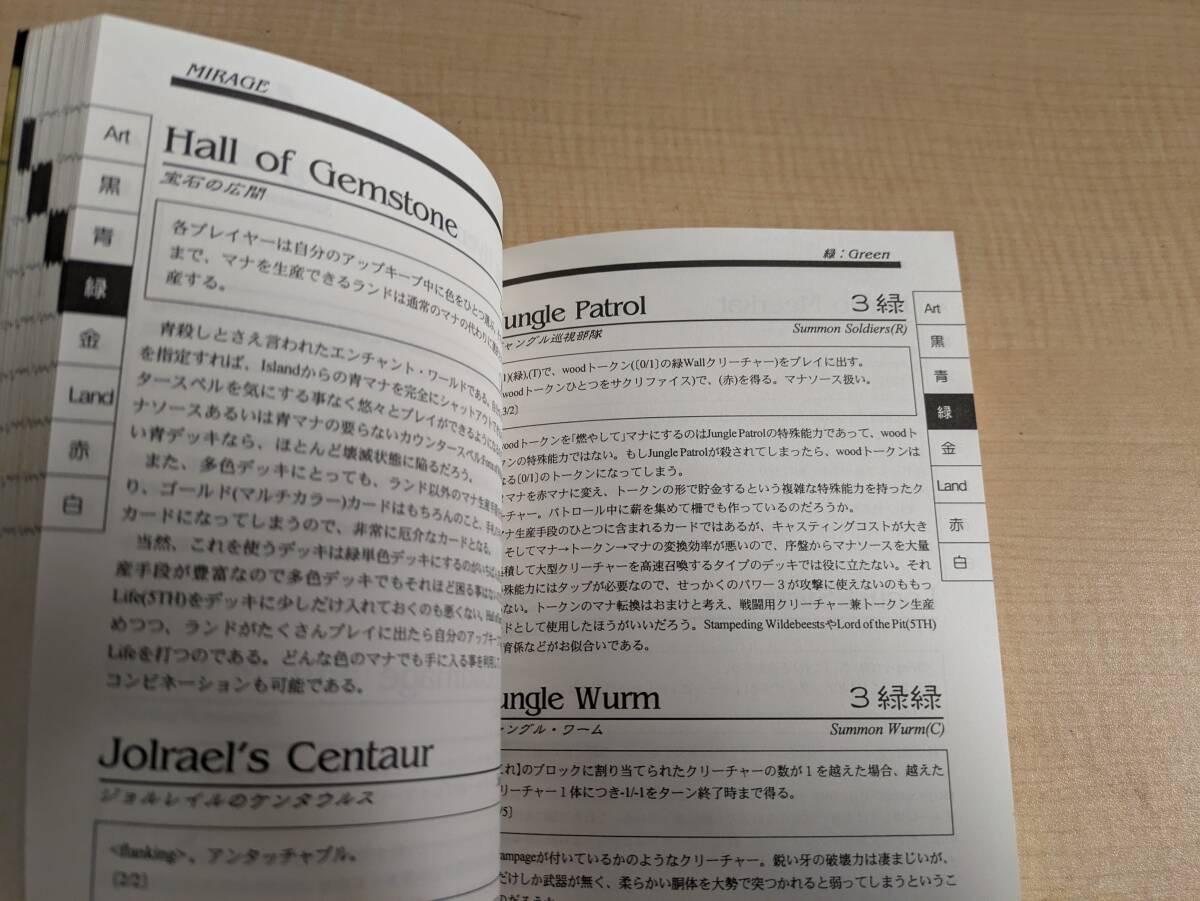 MIRAGE
Art
黒
青
緑
金
Land
赤
白
Hall of Gemstone
宝石の広間
各プレイヤーは自分のアップキープ中に色をひとつ選ぶ。
まで、マナを生産できるランドは通常のマナの代わりに
産する。
青殺しとさえ言われたエンチャント・ワールドである。
を指定すれば、Islandからの青マナを完全にシャットアウト
タースペルを気にする事なく悠々とプレイができるように
ナソースあるいは青マナの要らないカウンタースペル
い青デッキなら、ほとんど壊滅状態に陥るだろう。
また、多色デッキにとっても、ランド以外のマナ生産
り、ゴールド(マルチカラー)カードはもちろんのこと、
カードになってしまうので、非常に厄介なカードとなる。
当然、これを使うデッキは緑単色デッキにするのが
産手段が豊富なので多色デッキでもそれほど困る事は
Life(5TH)をデッキに少しだけ入れておくのも悪くない。
めつつ、ランドがたくさんプレイに出たら自分のアップキー
Lifeを打つのである。どんな色のマナでも手に入る事を利用
コンビネーションも可能である。
Jolrael's Centaur
ジョルレイルのケンタウルス
<flanking>、アンタッチャブル。
[2/2]
緑:Green
ungle Patrol 3緑
ャングル巡視部隊 Summon Soldiers(R)
1)(緑),(T)で、woodトークン([0/1]の緑Wallクリーチャー)をプレイに出す。
woodトークンひとつをサクリファイス)で、(赤)を得る。マナソース扱い。
3/2]
woodトークンを「燃やして」マナにするのはJungle Patrolの特殊能力であって、woodト
クンの特殊能力ではない。もしJungle Patrolが殺されてしまったら、woodトークンは
なる[0/1]のトークンになってしまう。
マナを赤マナに変え、トークンの形で貯金するという複雑な特殊能力を持ったク
ーチャー。パトロール中に薪を集めて柵でも作っているのだろうか。
ナ生産手段のひとつに含まれるカードではあるが、キャスティングコストが大き
そしてマナ→トークン→マナの変換効率が悪いので、序盤からマナソースを大量
積して大型クリーチャーを高速召喚するタイプのデッキでは役に立たない。それ
殊能力にはタップが必要なので、せっかくのパワー3が攻撃に使えないのももっ
ない。トークンのマナ転換はおまけと考え、戦闘用クリーチャー兼トークン生産
ドとして使用したほうがいいだろう。Stampeding WildebeestsやLord of the Pit(5TH)
育係などがお似合いである。
ungle Wurm 3緑緑
ャングル・ワーム Summon Wurm(C)
これ】のブロックに割り当てられたクリーチャーの数が1を越えた場合、越えた
リーチャー1体につき-1/-1をターン終了時まで得る。
/5]
ampageが付いているかのようなクリーチャー。鋭い牙の破壊力は凄まじいが、
だけしか武器が無く、柔らかい胴体を大勢で突つかれると弱ってしまうというこ
Art
黒
青
緑
金
Land
赤
白